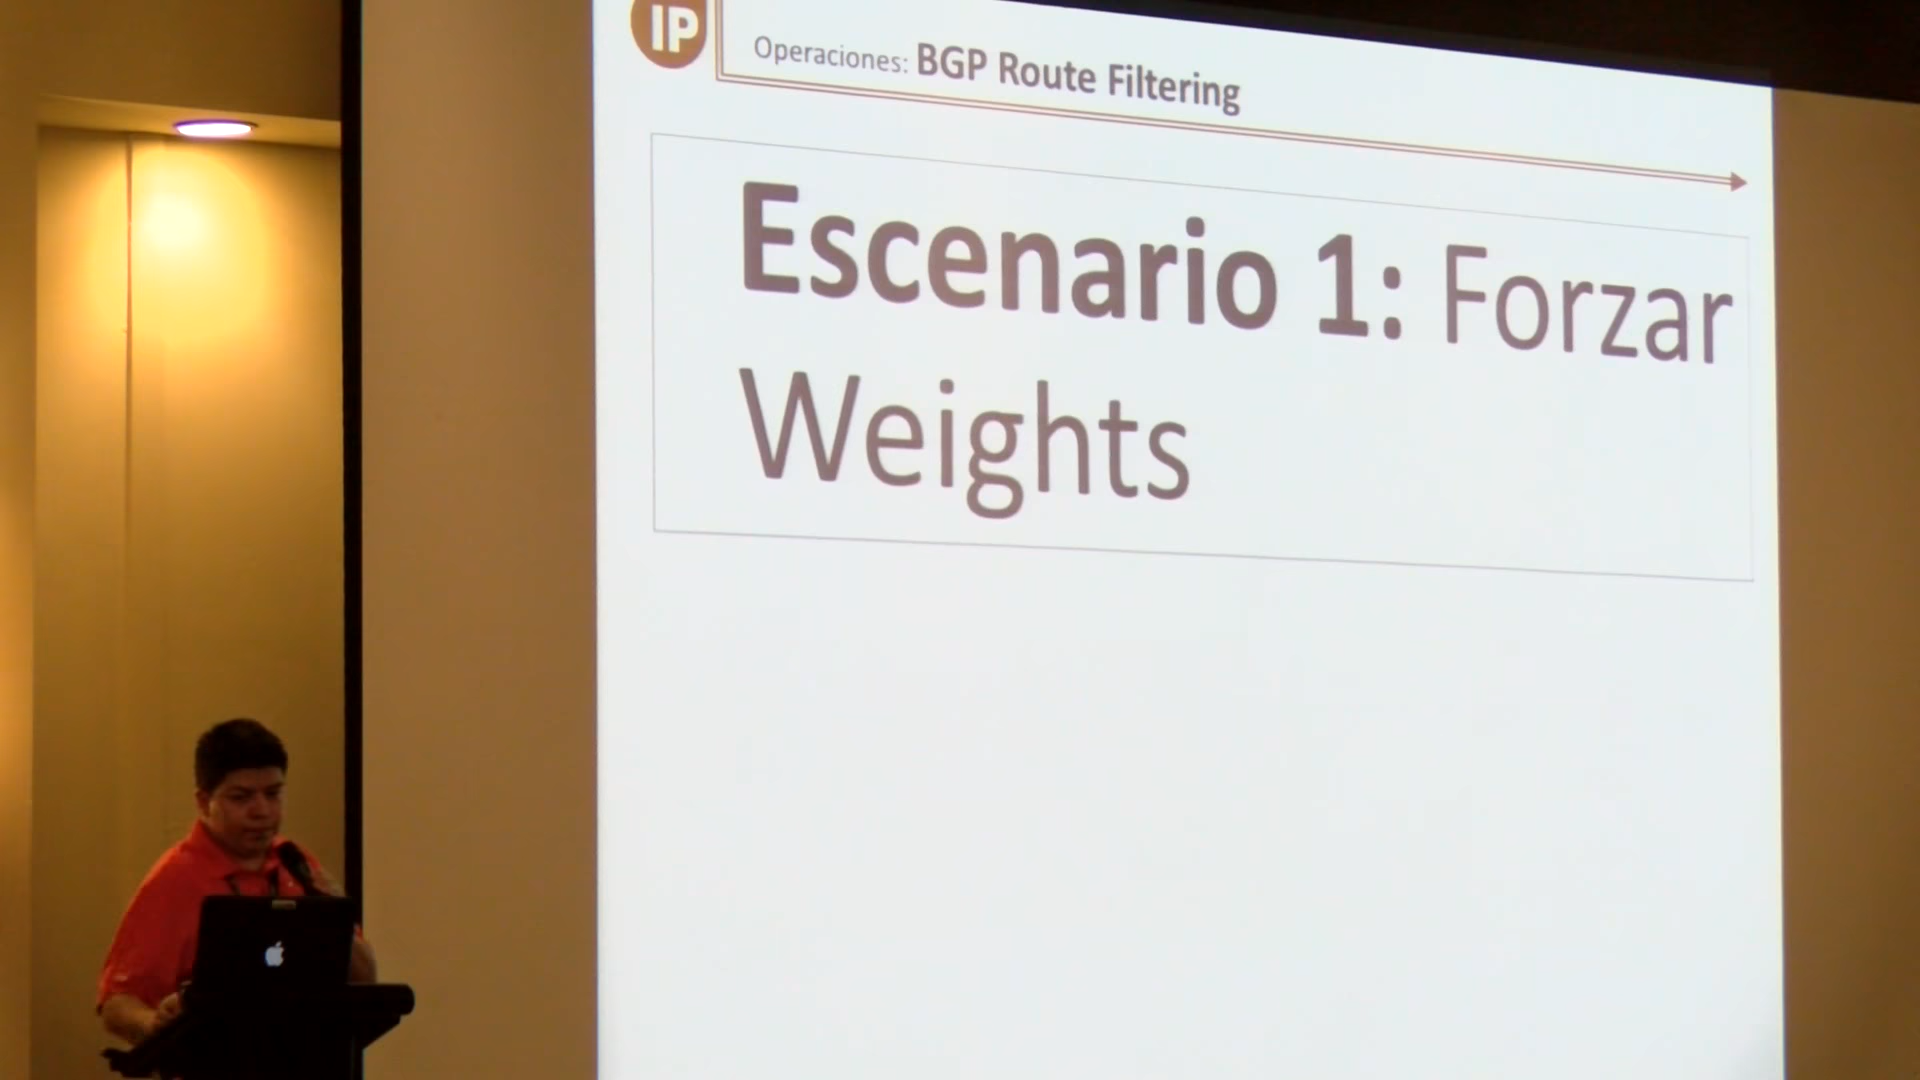 IP
Operaciones: BGP Route Filtering
Escenario 1: Forzar
Weights